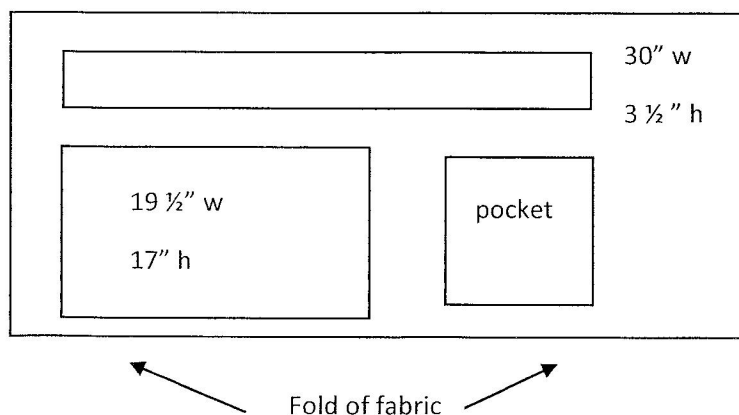 30” w
3 ½ ” h
19 ½” w
17” h
pocket
Fold of fabric